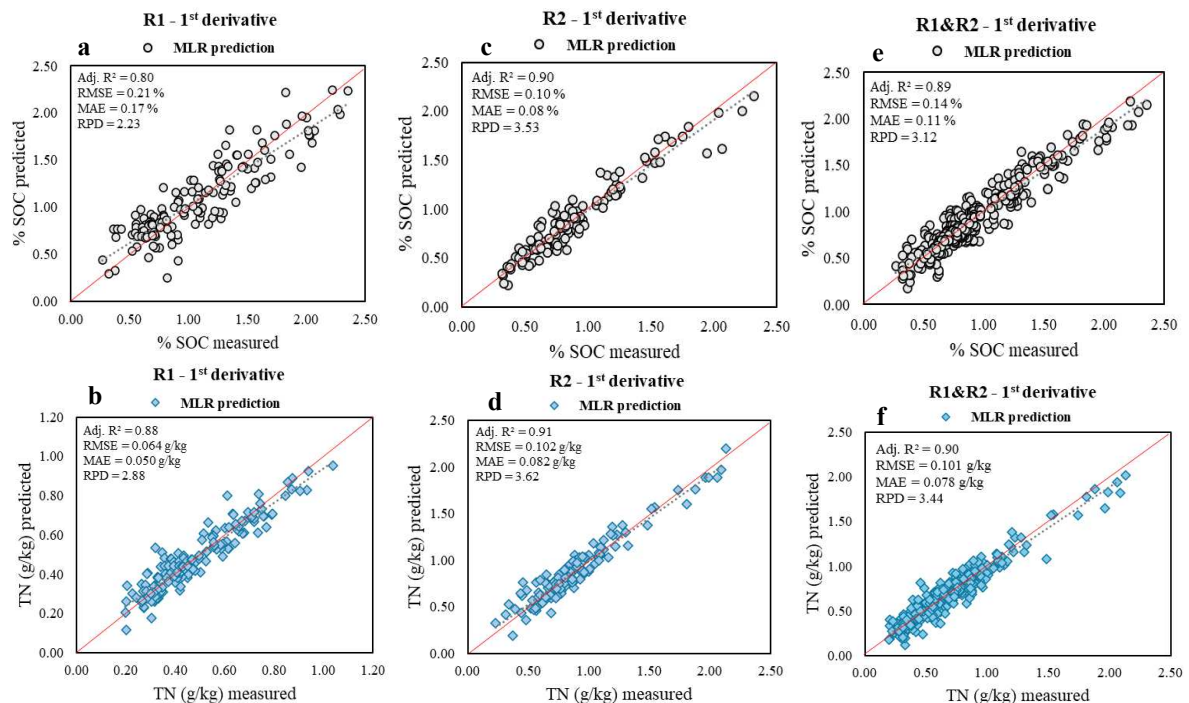 R1 - 1st derivative
a
MLR prediction
Adj. R² = 0.80
RMSE = 0.21 %
MAE = 0.17 %
RPD = 2.23
% SOC predicted
2.50
2.00
1.50
1.00
0.50
0.00
0.00 0.50 1.00 1.50 2.00 2.50
% SOC measured
R2 - 1st derivative
c
MLR prediction
Adj. R² = 0.90
RMSE = 0.10 %
MAE = 0.08 %
RPD = 3.53
% SOC predicted
2.50
2.00
1.50
1.00
0.50
0.00
0.00 0.50 1.00 1.50 2.00 2.50
% SOC measured
R1&R2 - 1st derivative
e
MLR prediction
Adj. R² = 0.89
RMSE = 0.14 %
MAE = 0.11 %
RPD = 3.12
% SOC predicted
2.50
2.00
1.50
1.00
0.50
0.00
0.00 0.50 1.00 1.50 2.00 2.50
% SOC measured
R1 - 1st derivative
b
MLR prediction
Adj. R² = 0.88
RMSE = 0.064 g/kg
MAE = 0.050 g/kg
RPD = 2.88
TN (g/kg) predicted
1.20
1.00
0.80
0.60
0.40
0.20
0.00
0.00 0.20 0.40 0.60 0.80 1.00 1.20
TN (g/kg) measured
R2 - 1st derivative
d
MLR prediction
Adj. R² = 0.91
RMSE = 0.102 g/kg
MAE = 0.082 g/kg
RPD = 3.62
TN (g/kg) predicted
2.50
2.00
1.50
1.00
0.50
0.00
0.00 0.50 1.00 1.50 2.00 2.50
TN (g/kg) measured
R1&R2 - 1st derivative
f
MLR prediction
Adj. R² = 0.90
RMSE = 0.101 g/kg
MAE = 0.078 g/kg
RPD = 3.44
TN (g/kg) predicted
2.50
2.00
1.50
1.00
0.50
0.00
0.00 0.50 1.00 1.50 2.00 2.50
TN (g/kg) measured